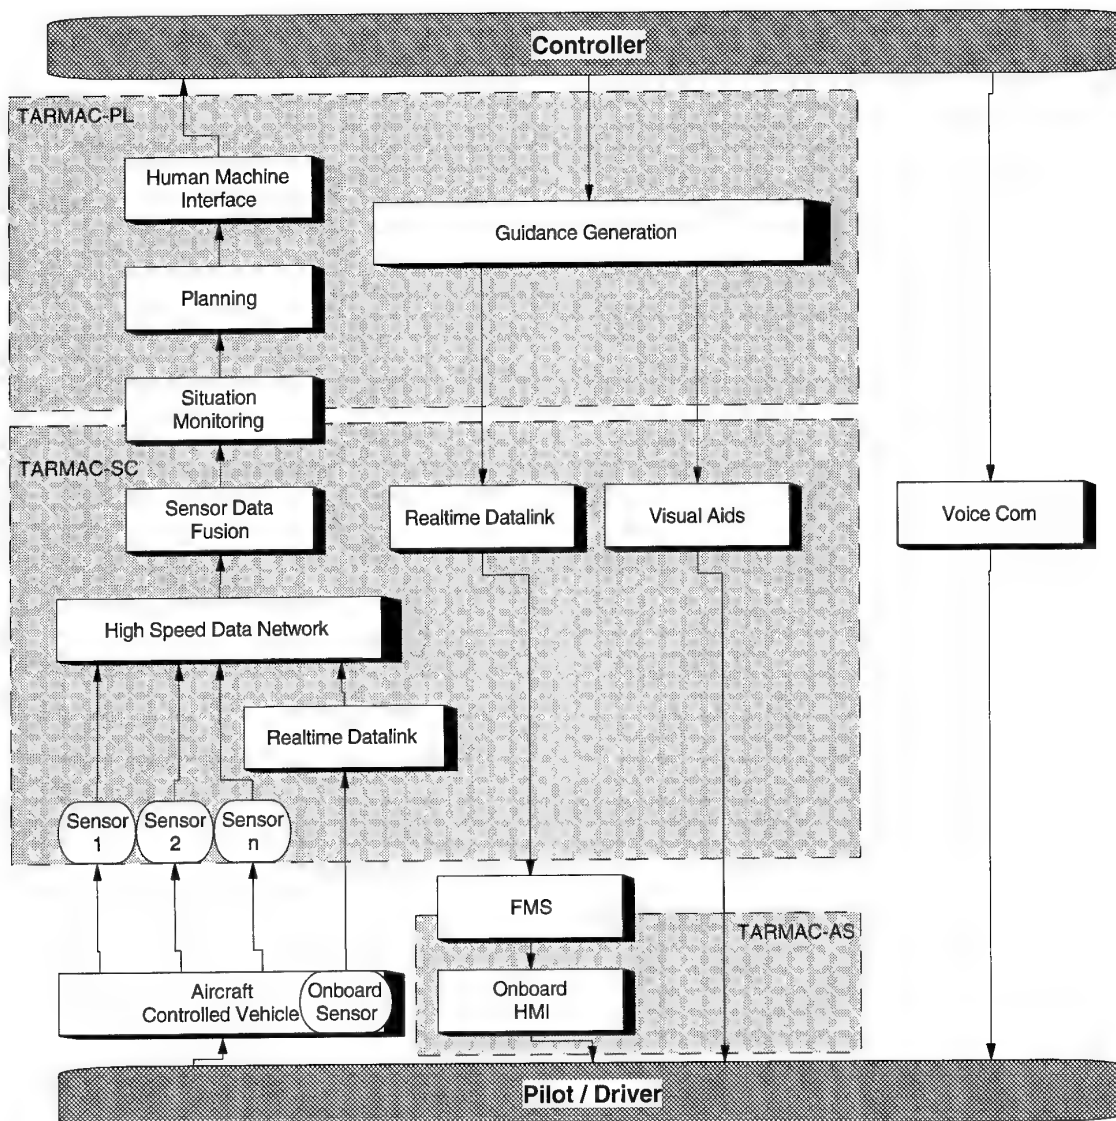 Controller
TARMAC-PL
Human Machine
Interface
Guidance Generation
Planning
Situation
Monitoring
TARMAC-SC
Sensor Data
Fusion
Realtime Datalink
Visual Aids
Voice Com
High Speed Data Network
Realtime Datalink
Sensor
1
Sensor
2
Sensor
n
FMS
TARMAC-AS
Aircraft
Controlled Vehicle
Onboard
Sensor
Onboard
HMI
Pilot / Driver